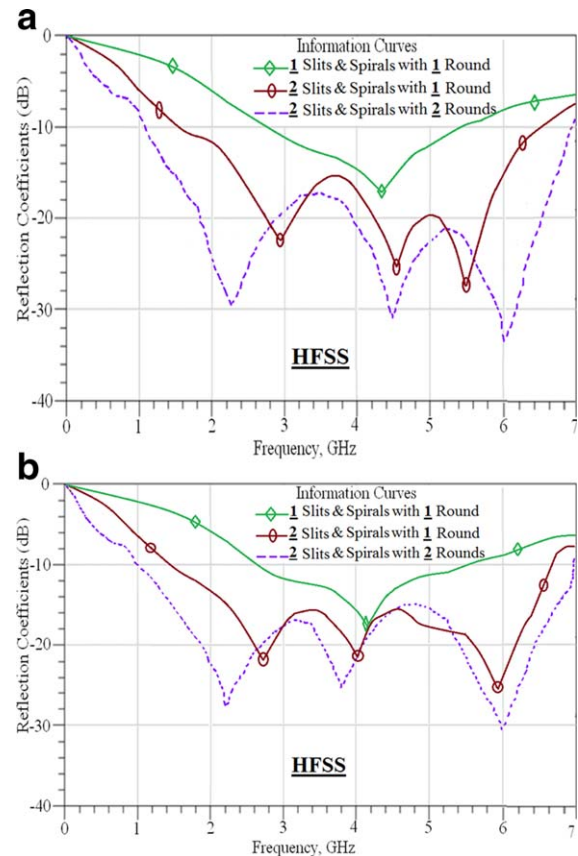 a
0
-10
-20
-30
-40
Reflection Coefficients (dB)
Information Curves
1 Slits & Spirals with 1 Round
2 Slits & Spirals with 1 Round
2 Slits & Spirals with 2 Rounds
HFSS
0 1 2 3 4 5 6 7
Frequency, GHz
b
0
-10
-20
-30
-40
Reflection Coefficients (dB)
Information Curves
1 Slits & Spirals with 1 Round
2 Slits & Spirals with 1 Round
2 Slits & Spirals with 2 Rounds
HFSS
0 1 2 3 4 5 6 7
Frequency, GHz